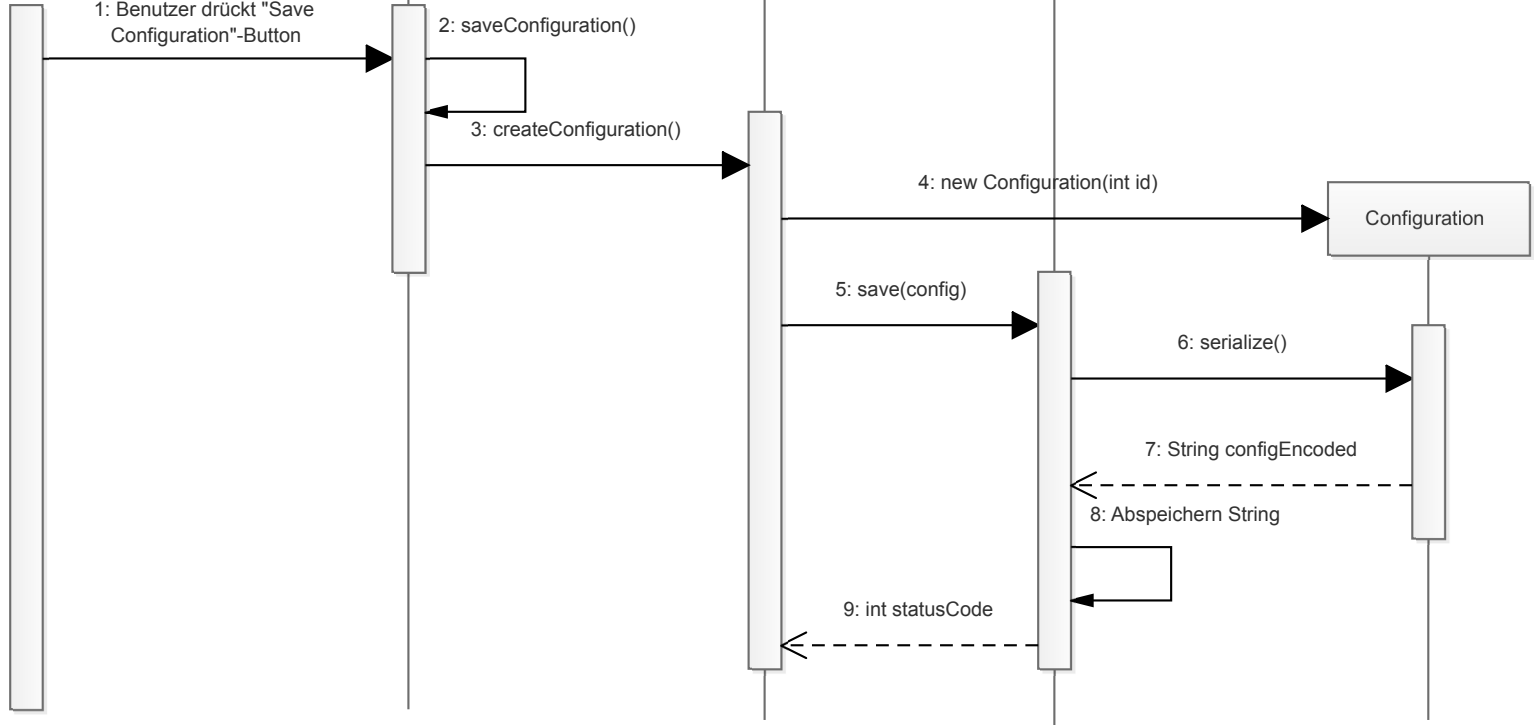 1: Benutzer drückt "Save
Configuration"-Button
2: saveConfiguration()
3: createConfiguration()
4: new Configuration(int id)
Configuration
5: save(config)
6: serialize()
7: String configEncoded
8: Abspeichern String
9: int statusCode